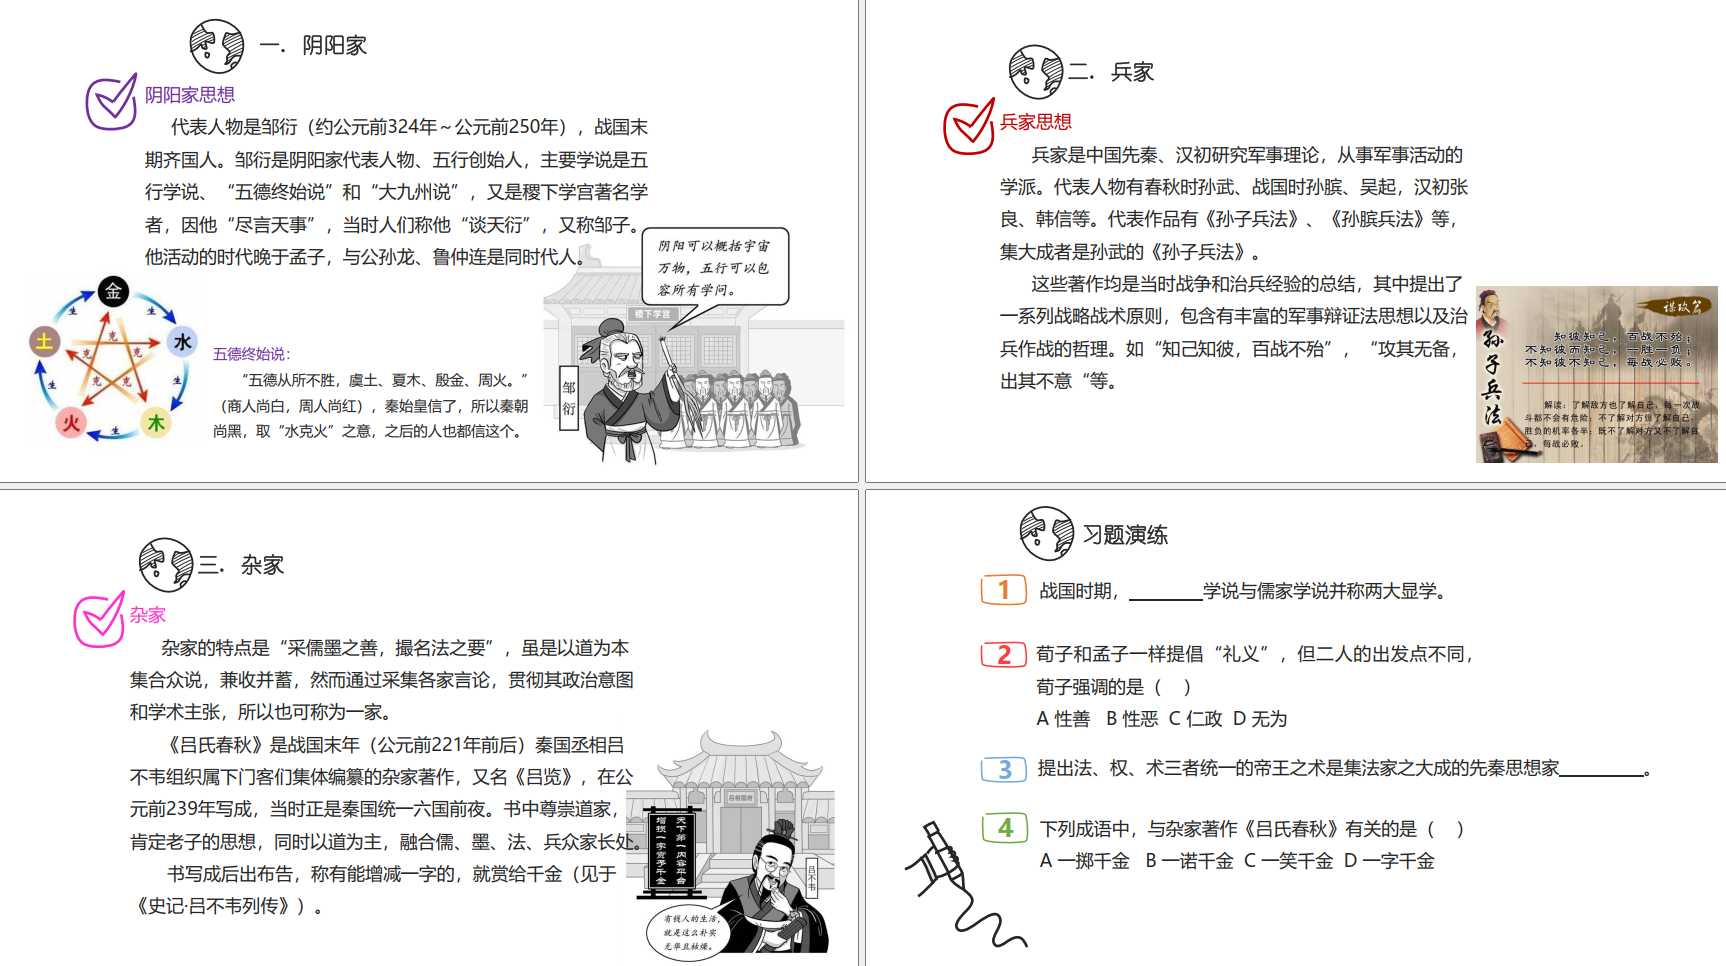 一. 阴阳家
阴阳家思想
代表人物是邹衍（约公元前324年～公元前250年），战国末
期齐国人。邹衍是阴阳家代表人物、五行创始人，主要学说是五
行学说、“五德终始说”和“大九州说”，又是稷下学宫著名学
者，因他“尽言天事”，当时人们称他“谈天衍”，又称邹子。
他活动的时代晚于孟子，与公孙龙、鲁仲连是同时代人。
阴阳可以概括宇宙
万物，五行可以包
容所有学问。
稷下学宫
邹衍
金
生
生
土
克
克
水
克
克
克
生
生
火
木
生
五德终始说：
“五德从所不胜，虞土、夏木、殷金、周火。”
（商人尚白，周人尚红），秦始皇信了，所以秦朝
尚黑，取“水克火”之意，之后的人也都信这个。
二. 兵家
兵家思想
兵家是中国先秦、汉初研究军事理论，从事军事活动的
学派。代表人物有春秋时孙武、战国时孙膑、吴起，汉初张
良、韩信等。代表作品有《孙子兵法》、《孙膑兵法》等，
集大成者是孙武的《孙子兵法》。
这些著作均是当时战争和治兵经验的总结，其中提出了
一系列战略战术原则，包含有丰富的军事辩证法思想以及治
兵作战的哲理。如“知己知彼，百战不殆”，“攻其无备，
出其不意“等。
谋攻篇
孙子兵法
知彼知己，百战不殆；
不知彼而知己，一胜一负；
不知彼不知己，每战必败。
解读：了解敌方也了解自己，每一次战
斗都不会有危险；不了解对方但了解自己，
胜负的机率各半；既不了解对方又不了解自
己，每战必败。
三. 杂家
杂家
杂家的特点是“采儒墨之善，撮名法之要”，虽是以道为本
集合众说，兼收并蓄，然而通过采集各家言论，贯彻其政治意图
和学术主张，所以也可称为一家。
《吕氏春秋》是战国末年（公元前221年前后）秦国丞相吕
不韦组织属下门客们集体编纂的杂家著作，又名《吕览》，在公
元前239年写成，当时正是秦国统一六国前夜。书中尊崇道家，
肯定老子的思想，同时以道为主，融合儒、墨、法、兵众家长处。
书写成后出布告，称有能增减一字的，就赏给千金（见于
《史记·吕不韦列传》）。
吕相国府
天下第一内容平台
增损一字赏予千金
吕不韦
有钱人的生活，
就是这么朴实
无华且枯燥。
习题演练
1 战国时期，________学说与儒家学说并称两大显学。
2 荀子和孟子一样提倡“礼义”，但二人的出发点不同，
荀子强调的是（ ）
A 性善 B 性恶 C 仁政 D 无为
3 提出法、权、术三者统一的帝王之术是集法家之大成的先秦思想家________。
4 下列成语中，与杂家著作《吕氏春秋》有关的是（ ）
A 一掷千金 B 一诺千金 C 一笑千金 D 一字千金